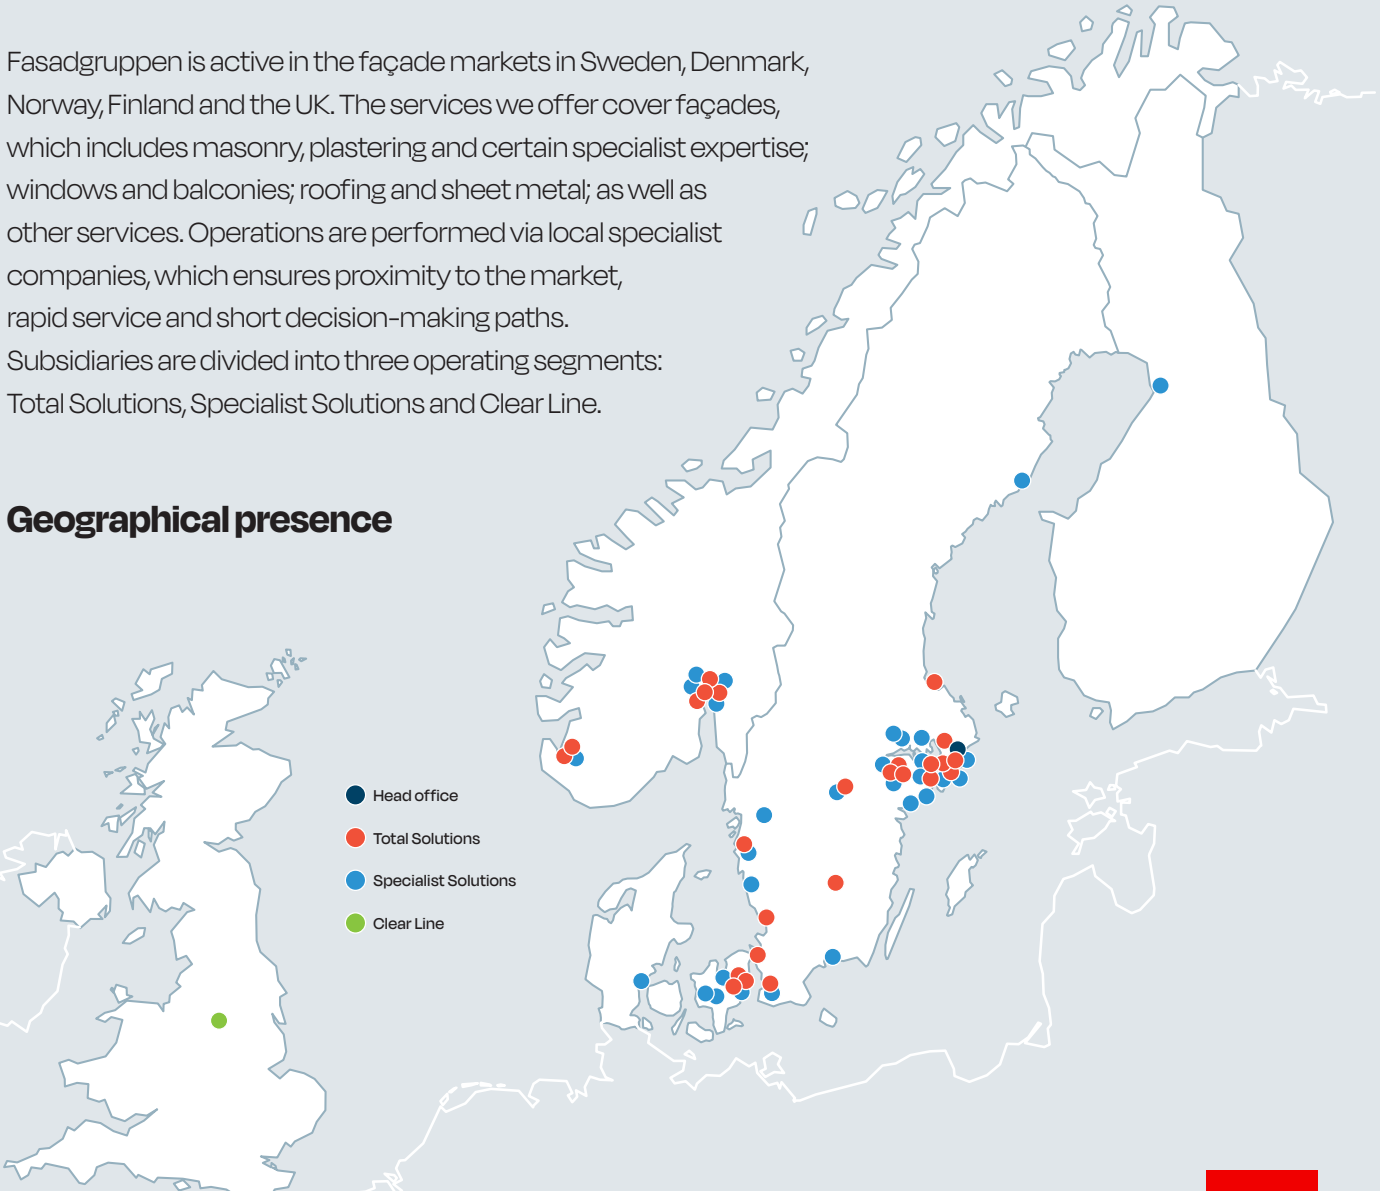 Fasadgruppen is active in the façade markets in Sweden, Denmark,
Norway, Finland and the UK. The services we offer cover façades,
which includes masonry, plastering and certain specialist expertise;
windows and balconies; roofing and sheet metal; as well as
other services. Operations are performed via local specialist
companies, which ensures proximity to the market,
rapid service and short decision-making paths.
Subsidiaries are divided into three operating segments:
Total Solutions, Specialist Solutions and Clear Line.
Geographical presence
Head office
Total Solutions
Specialist Solutions
Clear Line